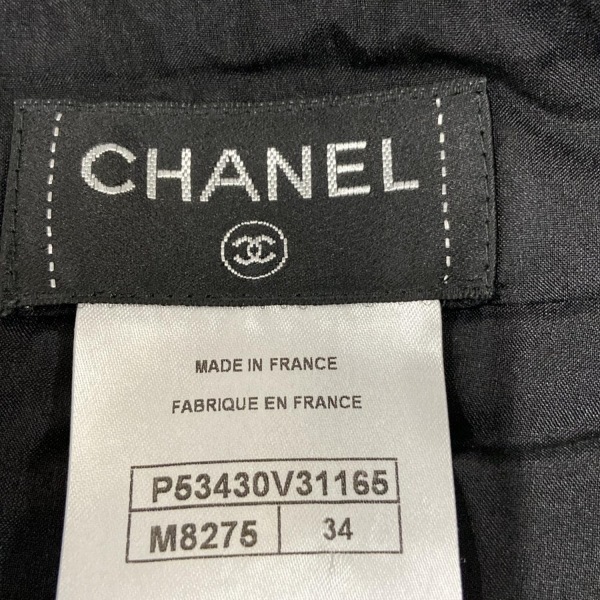 CHANEL
MADE IN FRANCE
FABRIQUE EN FRANCE
P53430V31165
M8275 34